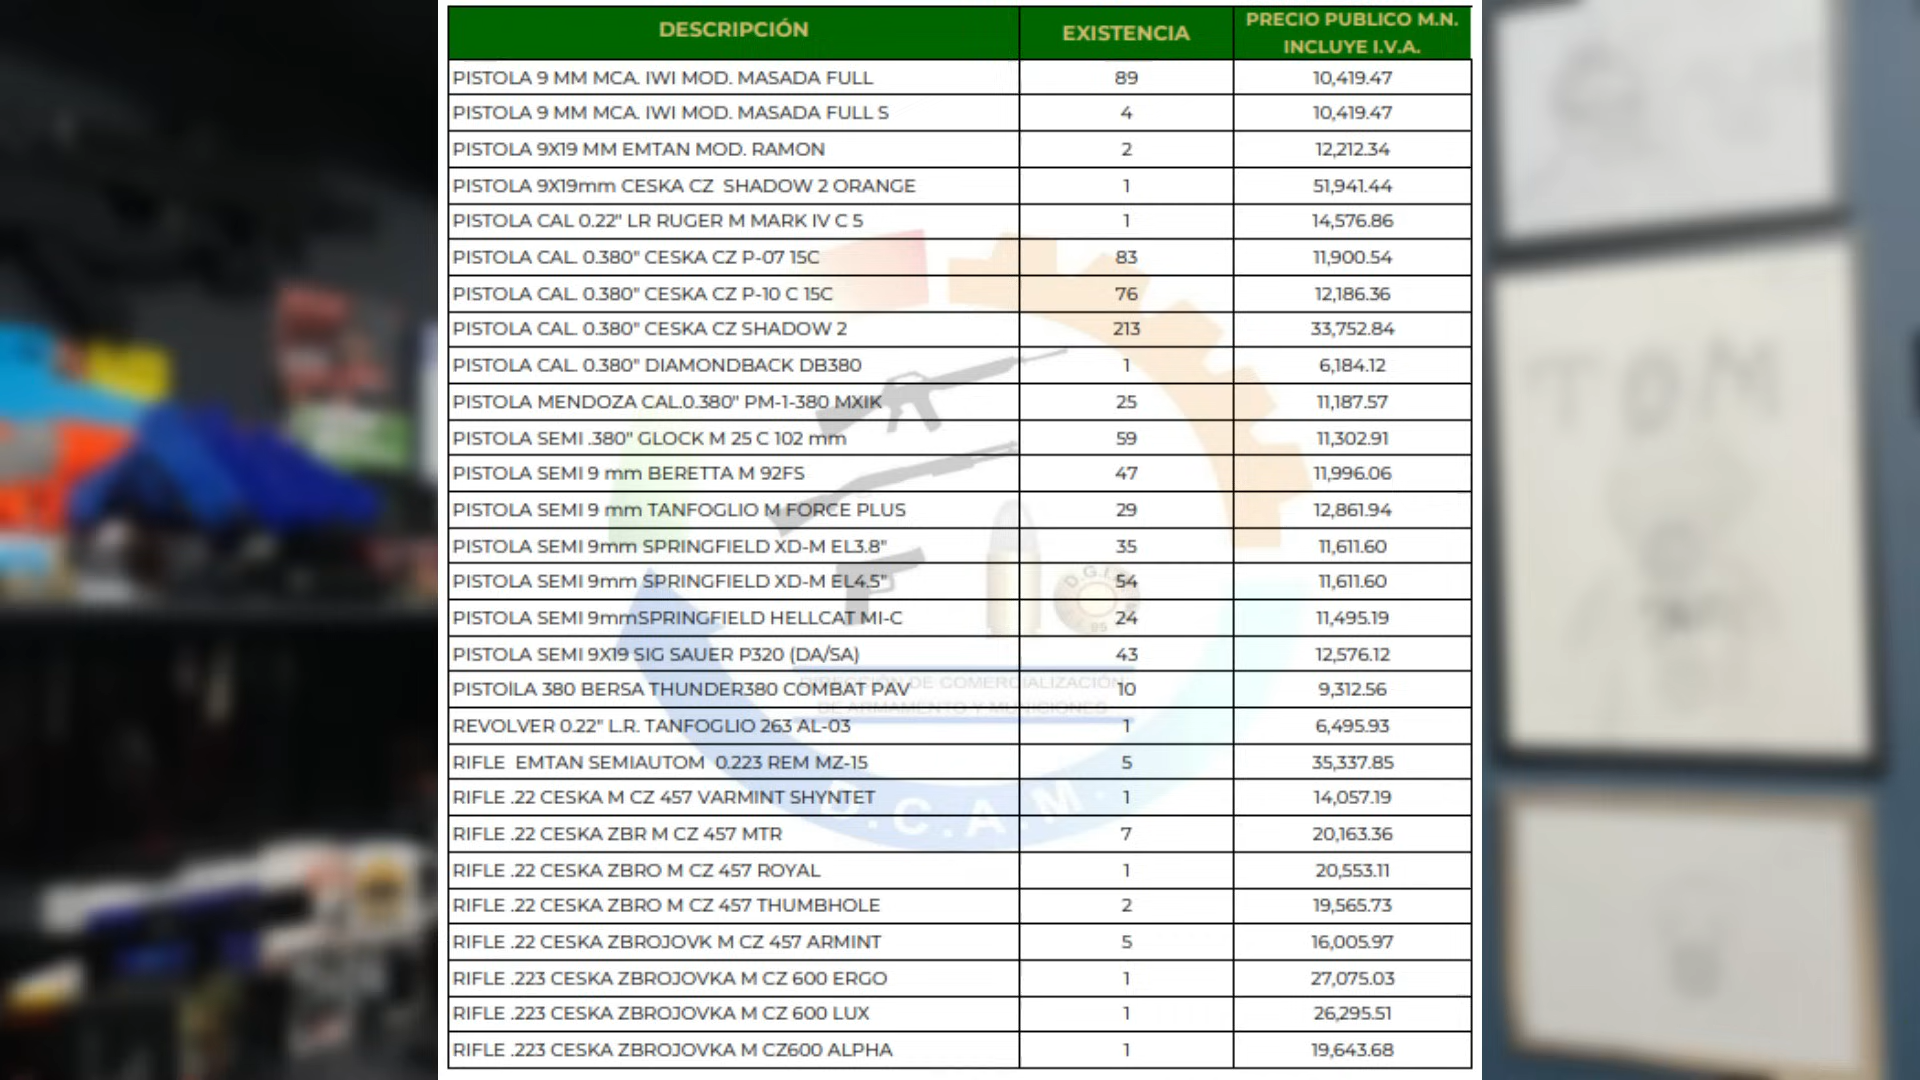 DESCRIPCIÓN EXISTENCIA PRECIO PUBLICO M.N.
INCLUYE I.V.A.
PISTOLA 9 MM MCA. IWI MOD. MASADA FULL 89 10,419.47
PISTOLA 9 MM MCA. IWI MOD. MASADA FULL S 4 10,419.47
PISTOLA 9X19 MM EMTAN MOD. RAMON 2 12,212.34
PISTOLA 9X19mm CESKA CZ SHADOW 2 ORANGE 1 51,941.44
PISTOLA CAL 0.22" LR RUGER M MARK IV C 5 1 14,576.86
PISTOLA CAL. 0.380" CESKA CZ P-07 15C 83 11,900.54
PISTOLA CAL. 0.380" CESKA CZ P-10 C 15C 76 12,186.36
PISTOLA CAL. 0.380" CESKA CZ SHADOW 2 213 33,752.84
PISTOLA CAL. 0.380" DIAMONDBACK DB380 1 6,184.12
PISTOLA MENDOZA CAL.0.380" PM-1-380 MXIK 25 11,187.57
PISTOLA SEMI .380" GLOCK M 25 C 102 mm 59 11,302.91
PISTOLA SEMI 9 mm BERETTA M 92FS 47 11,996.06
PISTOLA SEMI 9 mm TANFOGLIO M FORCE PLUS 29 12,861.94
PISTOLA SEMI 9mm SPRINGFIELD XD-M EL3.8" 35 11,611.60
PISTOLA SEMI 9mm SPRINGFIELD XD-M EL4.5" 54 11,611.60
PISTOLA SEMI 9mmSPRINGFIELD HELLCAT MI-C 24 11,495.19
PISTOLA SEMI 9X19 SIG SAUER P320 (DA/SA) 43 12,576.12
PISTOlLA 380 BERSA THUNDER380 COMBAT PAV 10 9,312.56
REVOLVER 0.22" L.R. TANFOGLIO 263 AL-03 1 6,495.93
RIFLE EMTAN SEMIAUTOM 0.223 REM MZ-15 5 35,337.85
RIFLE .22 CESKA M CZ 457 VARMINT SHYNTET 1 14,057.19
RIFLE .22 CESKA ZBR M CZ 457 MTR 7 20,163.36
RIFLE .22 CESKA ZBRO M CZ 457 ROYAL 1 20,553.11
RIFLE .22 CESKA ZBRO M CZ 457 THUMBHOLE 2 19,565.73
RIFLE .22 CESKA ZBROJOVK M CZ 457 ARMINT 5 16,005.97
RIFLE .223 CESKA ZBROJOVKA M CZ 600 ERGO 1 27,075.03
RIFLE .223 CESKA ZBROJOVKA M CZ 600 LUX 1 26,295.51
RIFLE .223 CESKA ZBROJOVKA M CZ600 ALPHA 1 19,643.68
DIRECCIÓN DE COMERCIALIZACIÓN
DE ARMAMENTO Y MUNICIONES
D.C.A.M.
TOM